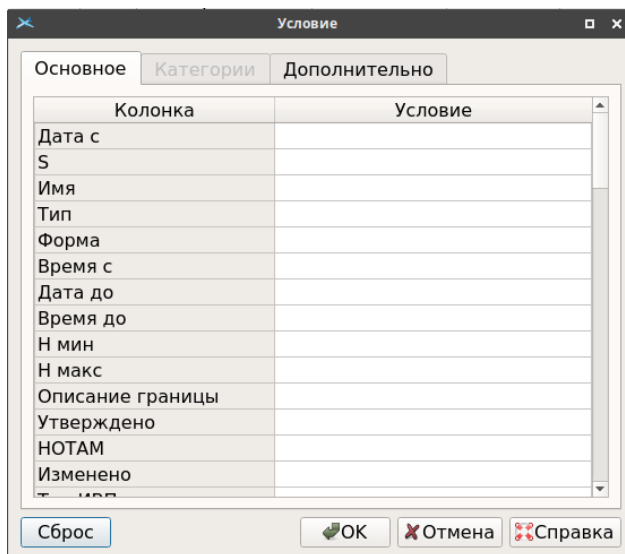 Условие
Основное Категории Дополнительно
Колонка Условие
Дата с
S
Имя
Тип
Форма
Время с
Дата до
Время до
Н мин
Н макс
Описание границы
Утверждено
НОТАМ
Изменено
Сброс OK Отмена Справка